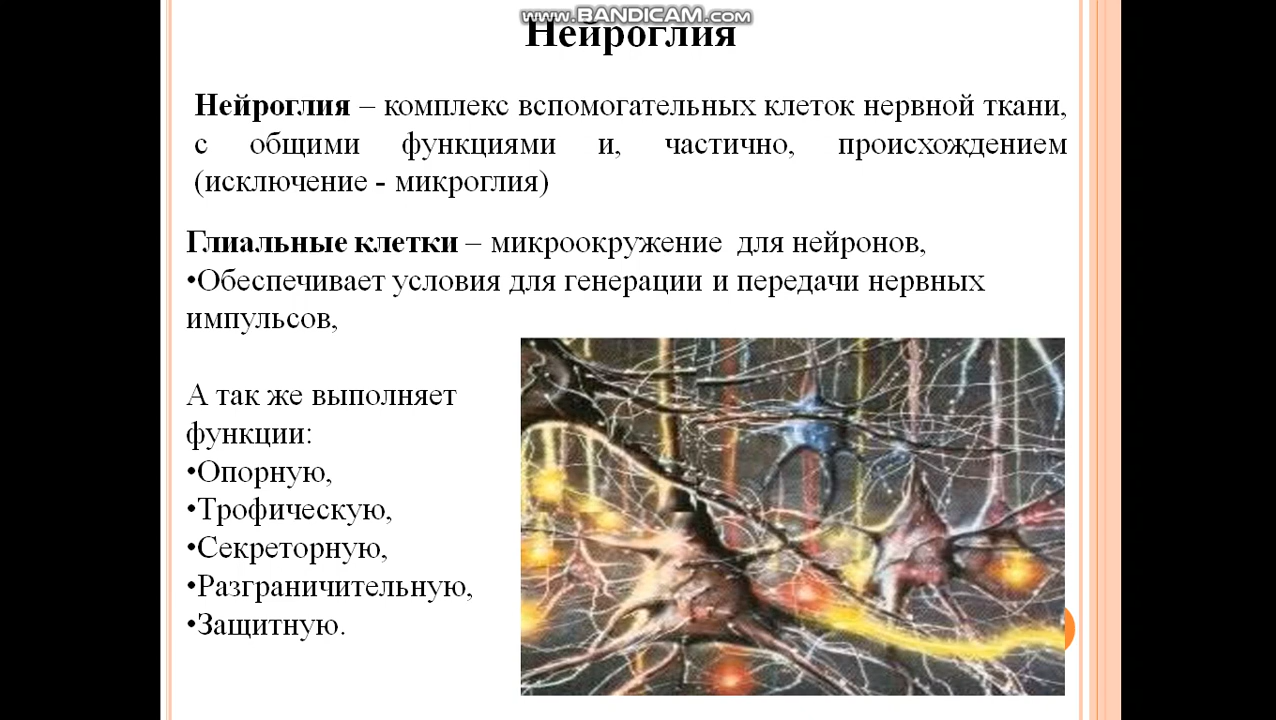 www.BANDICAM.com
Нейроглия
Нейроглия – комплекс вспомогательных клеток нервной ткани,
с общими функциями и, частично, происхождением
(исключение - микроглия)
Глиальные клетки – микроокружение для нейронов,
•Обеспечивает условия для генерации и передачи нервных
импульсов,
А так же выполняет
функции:
•Опорную,
•Трофическую,
•Секреторную,
•Разграничительную,
•Защитную.